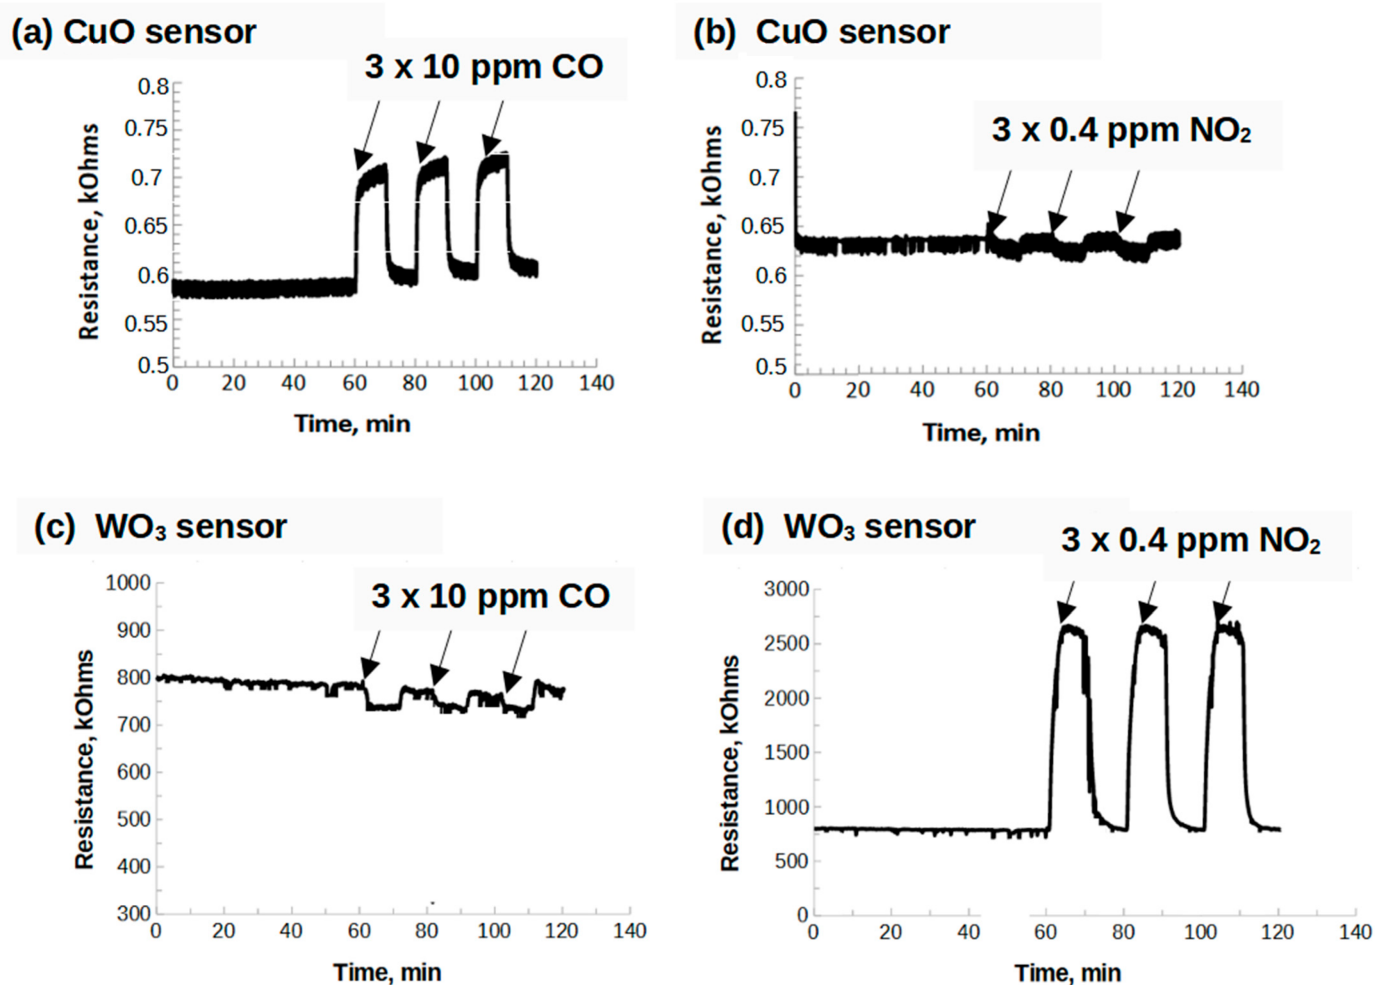 (a) CuO sensor
3 x 10 ppm CO
Resistance, kOhms
0.8
0.75
0.7
0.65
0.6
0.55
0.5
0 20 40 60 80 100 120 140
Time, min
(b) CuO sensor
3 x 0.4 ppm NO₂
Resistance, kOhms
0.8
0.75
0.7
0.65
0.6
0.55
0.5
0 20 40 60 80 100 120 140
Time, min
(c) WO₃ sensor
3 x 10 ppm CO
Resistance, kOhms
1000
900
800
700
600
500
400
300
0 20 40 60 80 100 120 140
Time, min
(d) WO₃ sensor
3 x 0.4 ppm NO₂
Resistance, kOhms
3000
2500
2000
1500
1000
500
0
0 20 40 60 80 100 120 140
Time, min